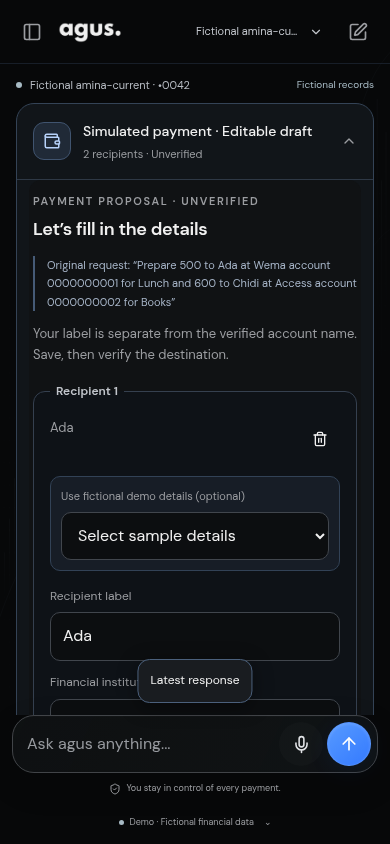 agus.
Fictional amina-cu...
Fictional amina-current · •0042
Fictional records
Simulated payment · Editable draft
2 recipients · Unverified
PAYMENT PROPOSAL · UNVERIFIED
Let's fill in the details
Original request: “Prepare 500 to Ada at Wema account
0000000001 for Lunch and 600 to Chidi at Access account
0000000002 for Books”
Your label is separate from the verified account name.
Save, then verify the destination.
Recipient 1
Ada
Use fictional demo details (optional)
Select sample details
Recipient label
Ada
Financial institu
Latest response
Ask agus anything...
You stay in control of every payment.
Demo · Fictional financial data